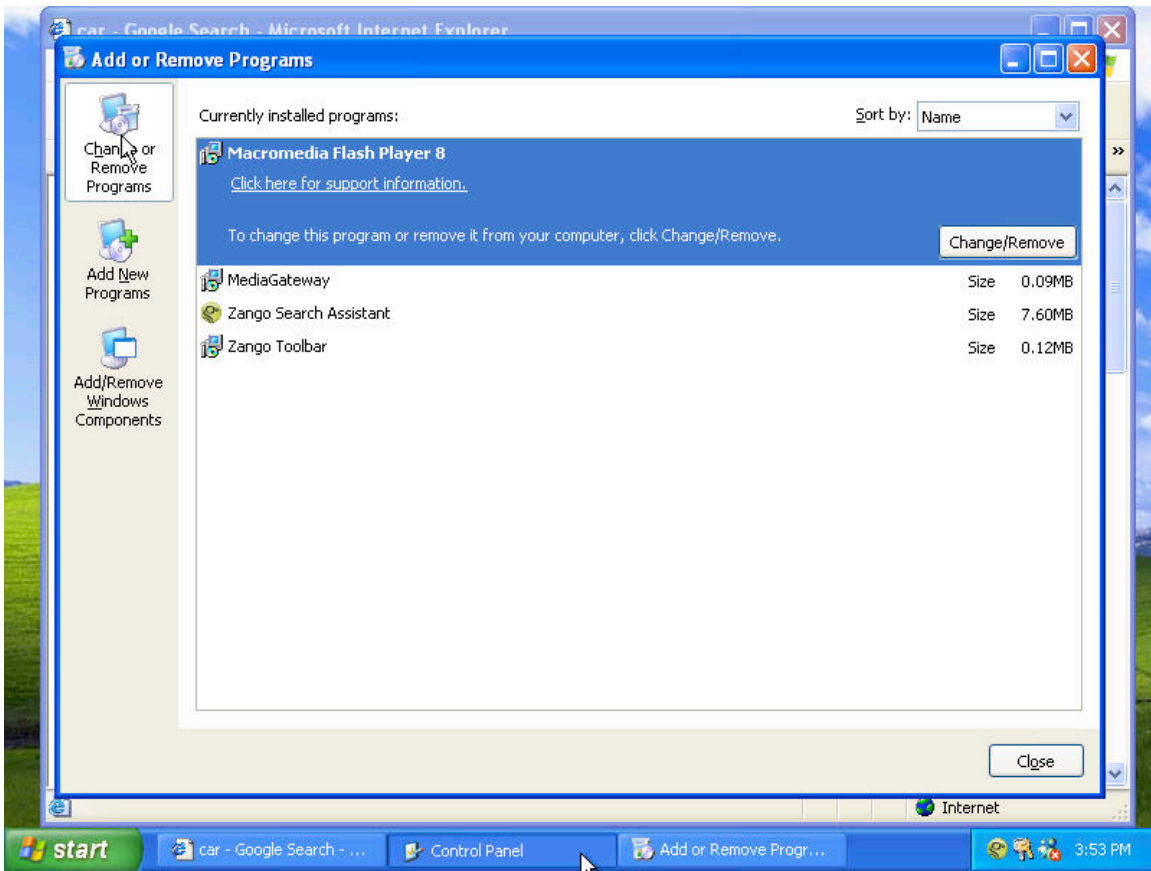 car - Google Search - Microsoft Internet Explorer
Add or Remove Programs
Change or
Remove
Programs
Add New
Programs
Add/Remove
Windows
Components
Currently installed programs:
Sort by: Name
Macromedia Flash Player 8
Click here for support information.
To change this program or remove it from your computer, click Change/Remove.
Change/Remove
MediaGateway Size 0.09MB
Zango Search Assistant Size 7.60MB
Zango Toolbar Size 0.12MB
Close
»
Internet
start car - Google Search - ... Control Panel Add or Remove Progr... 3:53 PM